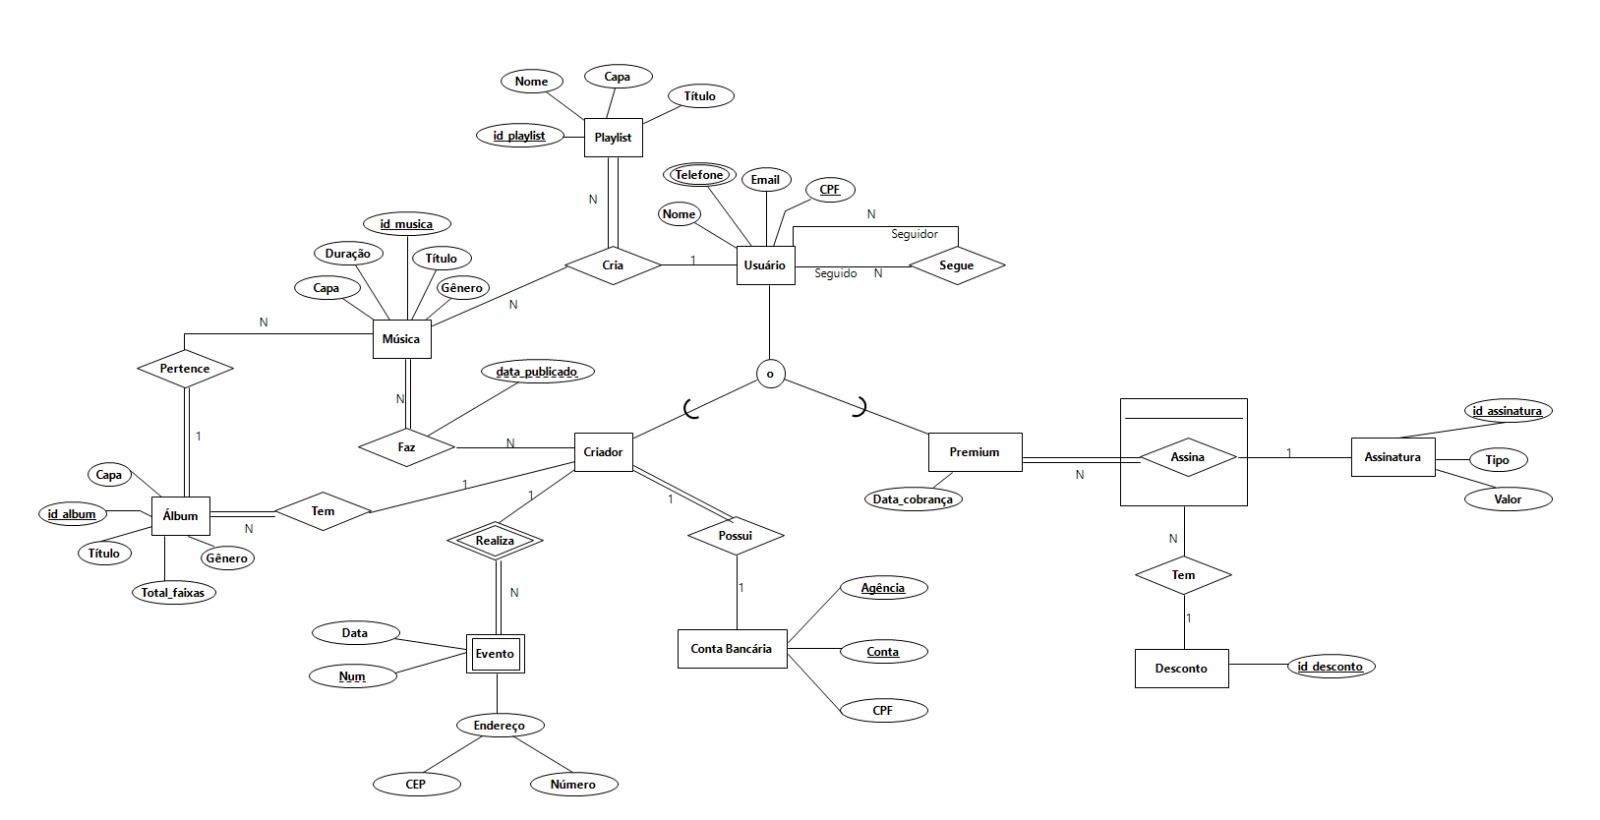 Nome
Capa
Título
id_playlist
Playlist
N
Telefone
Email
CPF
Nome
N
Seguidor
Usuário
Seguido
N
Segue
Cria
1
N
id_musica
Duração
Título
Capa
Gênero
Música
N
Pertence
1
N
data_publicado
Faz
N
o
Criador
Premium
Data_cobrança
N
Assina
1
Assinatura
id_assinatura
Tipo
Valor
Capa
id_album
Álbum
Título
Gênero
Total_faixas
N
Tem
1
1
Realiza
N
1
Possui
1
N
Tem
1
Desconto
id_desconto
Data
Num
Evento
Endereço
CEP
Número
Conta Bancária
Agência
Conta
CPF